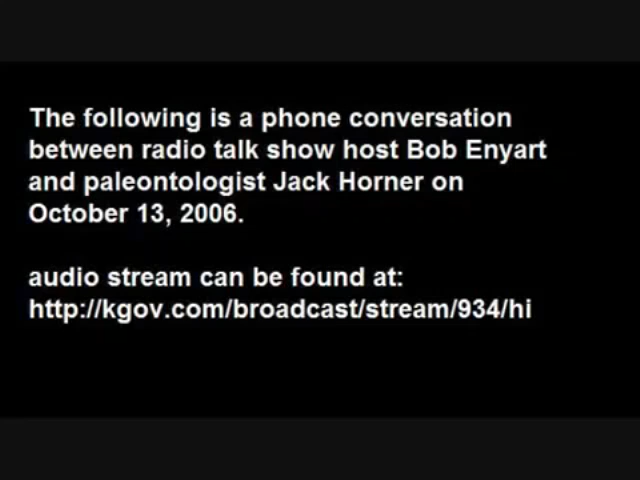 The following is a phone conversation
between radio talk show host Bob Enyart
and paleontologist Jack Horner on
October 13, 2006.
audio stream can be found at:
http://kgov.com/broadcast/stream/934/hi